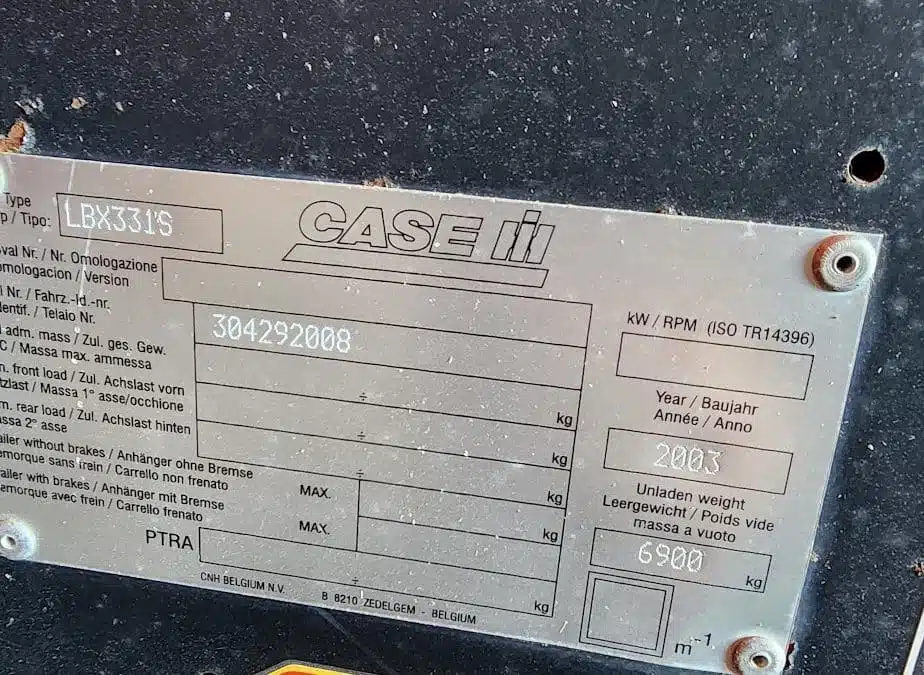 Type
p / Tipo:
LBX331'S
CASE IH
val Nr. / Nr. Omologazione
omologacion / Version
l Nr. / Fahrz.-Id.-nr.
dentif. / Telaio Nr.
304292008
adm. mass / Zul. ges. Gew.
C / Massa max. ammessa
n. front load / Zul. Achslast vorn
tzlast / Massa 1° asse/occhione
÷ kg
m. rear load / Zul. Achslast hinten
assa 2° asse
÷ kg
ailer without brakes / Anhänger ohne Bremse
emorque sans frein / Carrello non frenato
÷ kg
MAX.
ailer with brakes / Anhänger mit Bremse
emorque avec frein / Carrello frenato
MAX.
kg
PTRA
÷ kg
CNH BELGIUM N.V. B 8210 ZEDELGEM - BELGIUM
kW / RPM (ISO TR14396)
Year / Baujahr
Année / Anno
2003
Unladen weight
Leergewicht / Poids vide
massa a vuoto
6900
kg
m⁻¹